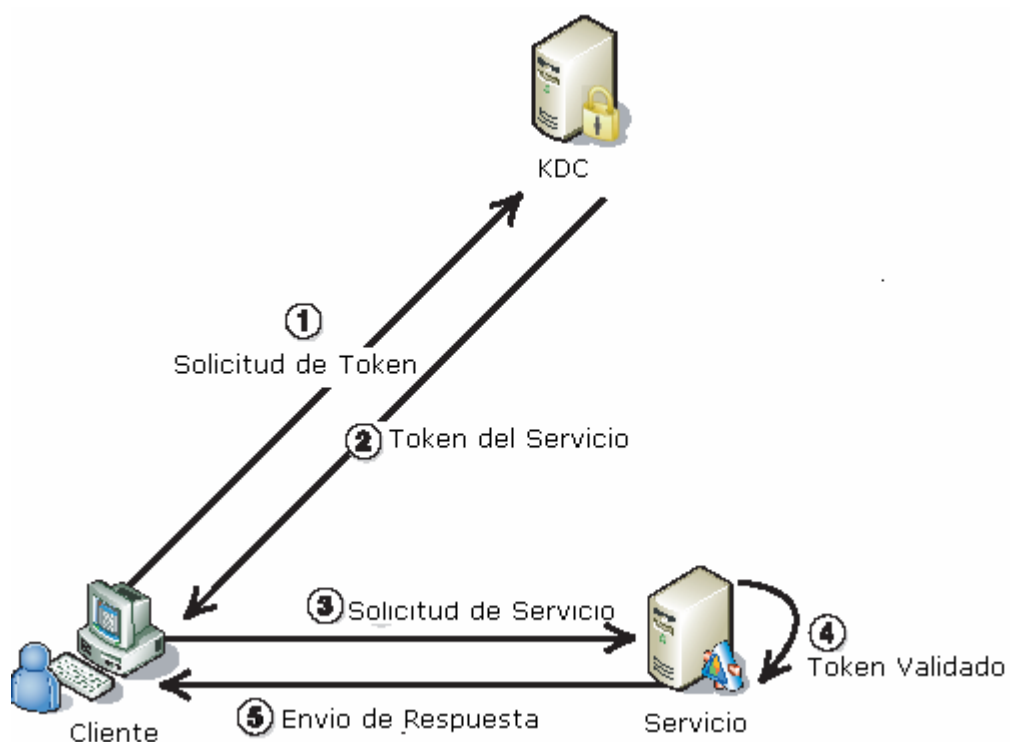 KDC
1
Solicitud de Token
2 Token del Servicio
3 Solicitud de Servicio
4
Token Validado
5 Envio de Respuesta
Cliente
Servicio